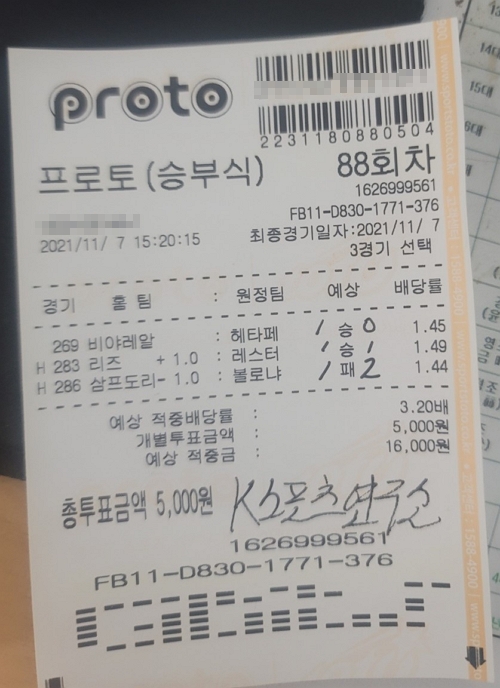 proto
2231180880504
프로토 (승부식) 88회차
1626999561
FB11-D830-1771-376
2021/11/ 7 15:20:15 최종경기일자:2021/11/ 7
3경기 선택
경기 홈 팀 : 원정팀 예상 배당률
269 비야레알 : 헤타페 / 승 0 1.45
H 283 리즈 + 1.0 : 레스터 / 승 1 1.49
H 286 삼프도리- 1.0 : 볼로냐 / 패 2 1.44
예상 적중배당률 : 3.20배
개별투표금액 : 5,000원
예상 적중금 : 16,000원
총투표금액 5,000원 K스포츠연구소
1626999561
FB11-D830-1771-376